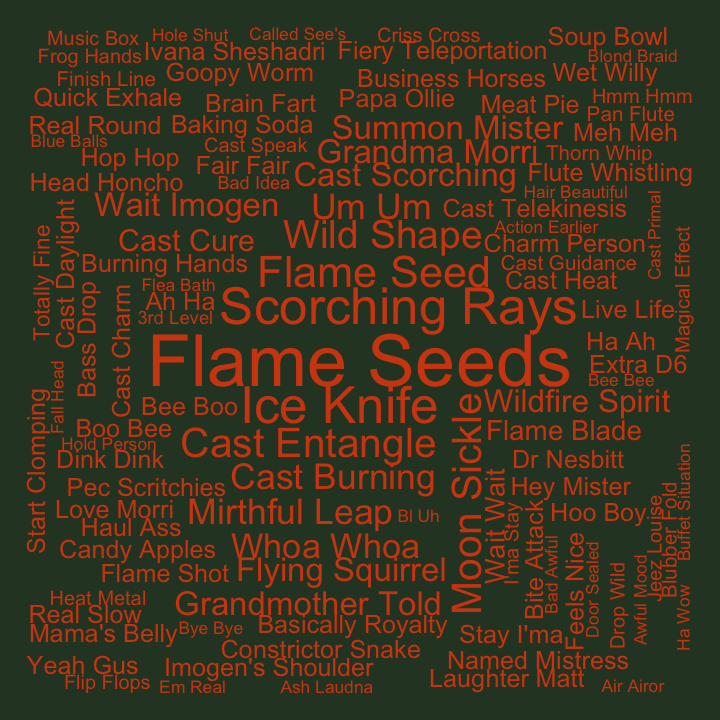 Music Box
Hole Shut
Called See's
Criss Cross
Soup Bowl
Frog Hands
Ivana Sheshadri
Fiery Teleportation
Blond Braid
Finish Line
Goopy Worm
Business Horses
Wet Willy
Quick Exhale
Brain Fart
Papa Ollie
Meat Pie
Hmm Hmm
Pan Flute
Real Round
Baking Soda
Summon Mister
Meh Meh
Blue Balls
Cast Speak
Grandma Morri
Thorn Whip
Hop Hop
Fair Fair
Cast Scorching
Flute Whistling
Head Honcho
Bad Idea
Hair Beautiful
Wait Imogen
Um Um
Cast Telekinesis
Cast Primal
Totally Fine
Cast Daylight
Cast Cure
Wild Shape
Action Earlier
Charm Person
Magical Effect
Burning Hands
Flame Seed
Cast Guidance
Cast Heat
Flea Bath
Bass Drop
Cast Charm
Ah Ha
Scorching Rays
Live Life
3rd Level
Ha Ah
Flame Seeds
Extra D6
Fall Head
Bee Bee
Bee Boo
Ice Knife
Wildfire Spirit
Start Clomping
Boo Bee
Moon Sickle
Flame Blade
Hold Person
Cast Entangle
Dink Dink
Dr Nesbitt
Pec Scritchies
Cast Burning
Wait Wait
Hey Mister
Buffet Situation
Love Morri
Mirthful Leap
Bl Uh
I'ma Stay
Bite Attack
Hoo Boy
Jeez Louise
Blubber Fold
Haul Ass
Candy Apples
Whoa Whoa
Bad Awful
Feels Nice
Door Sealed
Drop Wild
Awful Mood
Ha Wow
Flame Shot
Flying Squirrel
Heat Metal
Grandmother Told
Real Slow
Mama's Belly
Bye Bye
Basically Royalty
Stay I'ma
Constrictor Snake
Named Mistress
Yeah Gus
Imogen's Shoulder
Laughter Matt
Flip Flops
Em Real
Ash Laudna
Air Airor